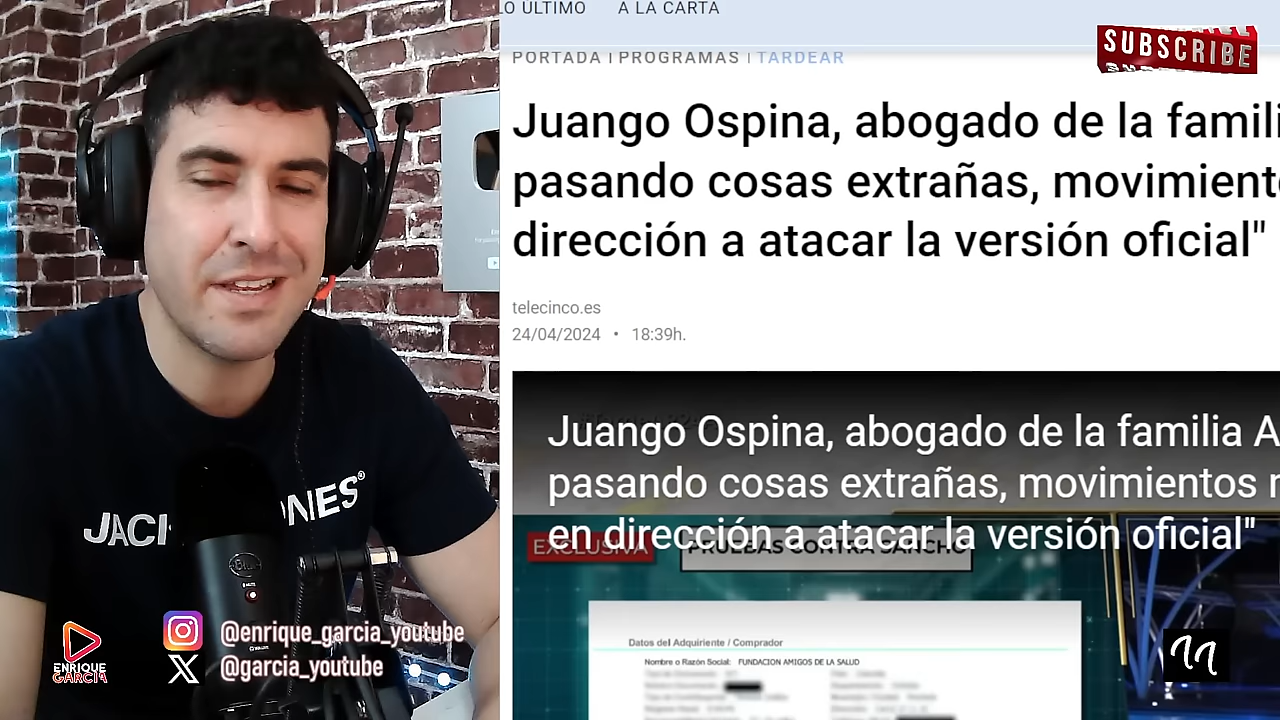 LO ÚLTIMO A LA CARTA
PORTADA | PROGRAMAS | TARDEAR
SUBSCRIBE
Juango Ospina, abogado de la famili
pasando cosas extrañas, movimient
dirección a atacar la versión oficial"
telecinco.es
24/04/2024 • 18:39h.
Juango Ospina, abogado de la familia A
pasando cosas extrañas, movimientos
en dirección a atacar la versión oficial"
EXCLUSIVA PRUEBAS CONTRA SANCHO
Datos del Adquiriente / Comprador
Nombre o Razón Social: FUNDACION AMIGOS DE LA SALUD
JACK JONES®
Blue
@enrique_garcia_youtube
@garcia_youtube
ENRIQUE
GARCIA